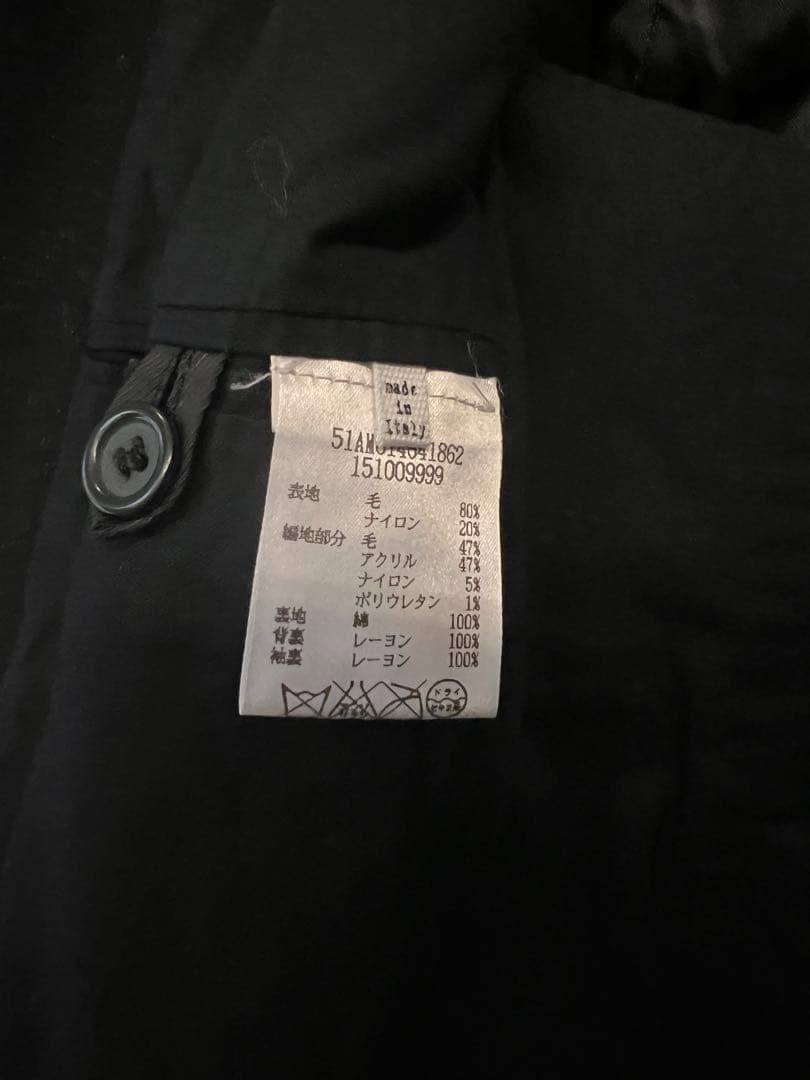 made
in
Italy
151009999
表地 毛 80%
ナイロン 20%
編地部分 毛 47%
アクリル 47%
ナイロン 5%
ポリウレタン 1%
裏地 綿 100%
背裏 レーヨン 100%
袖裏 レーヨン 100%
ドライ